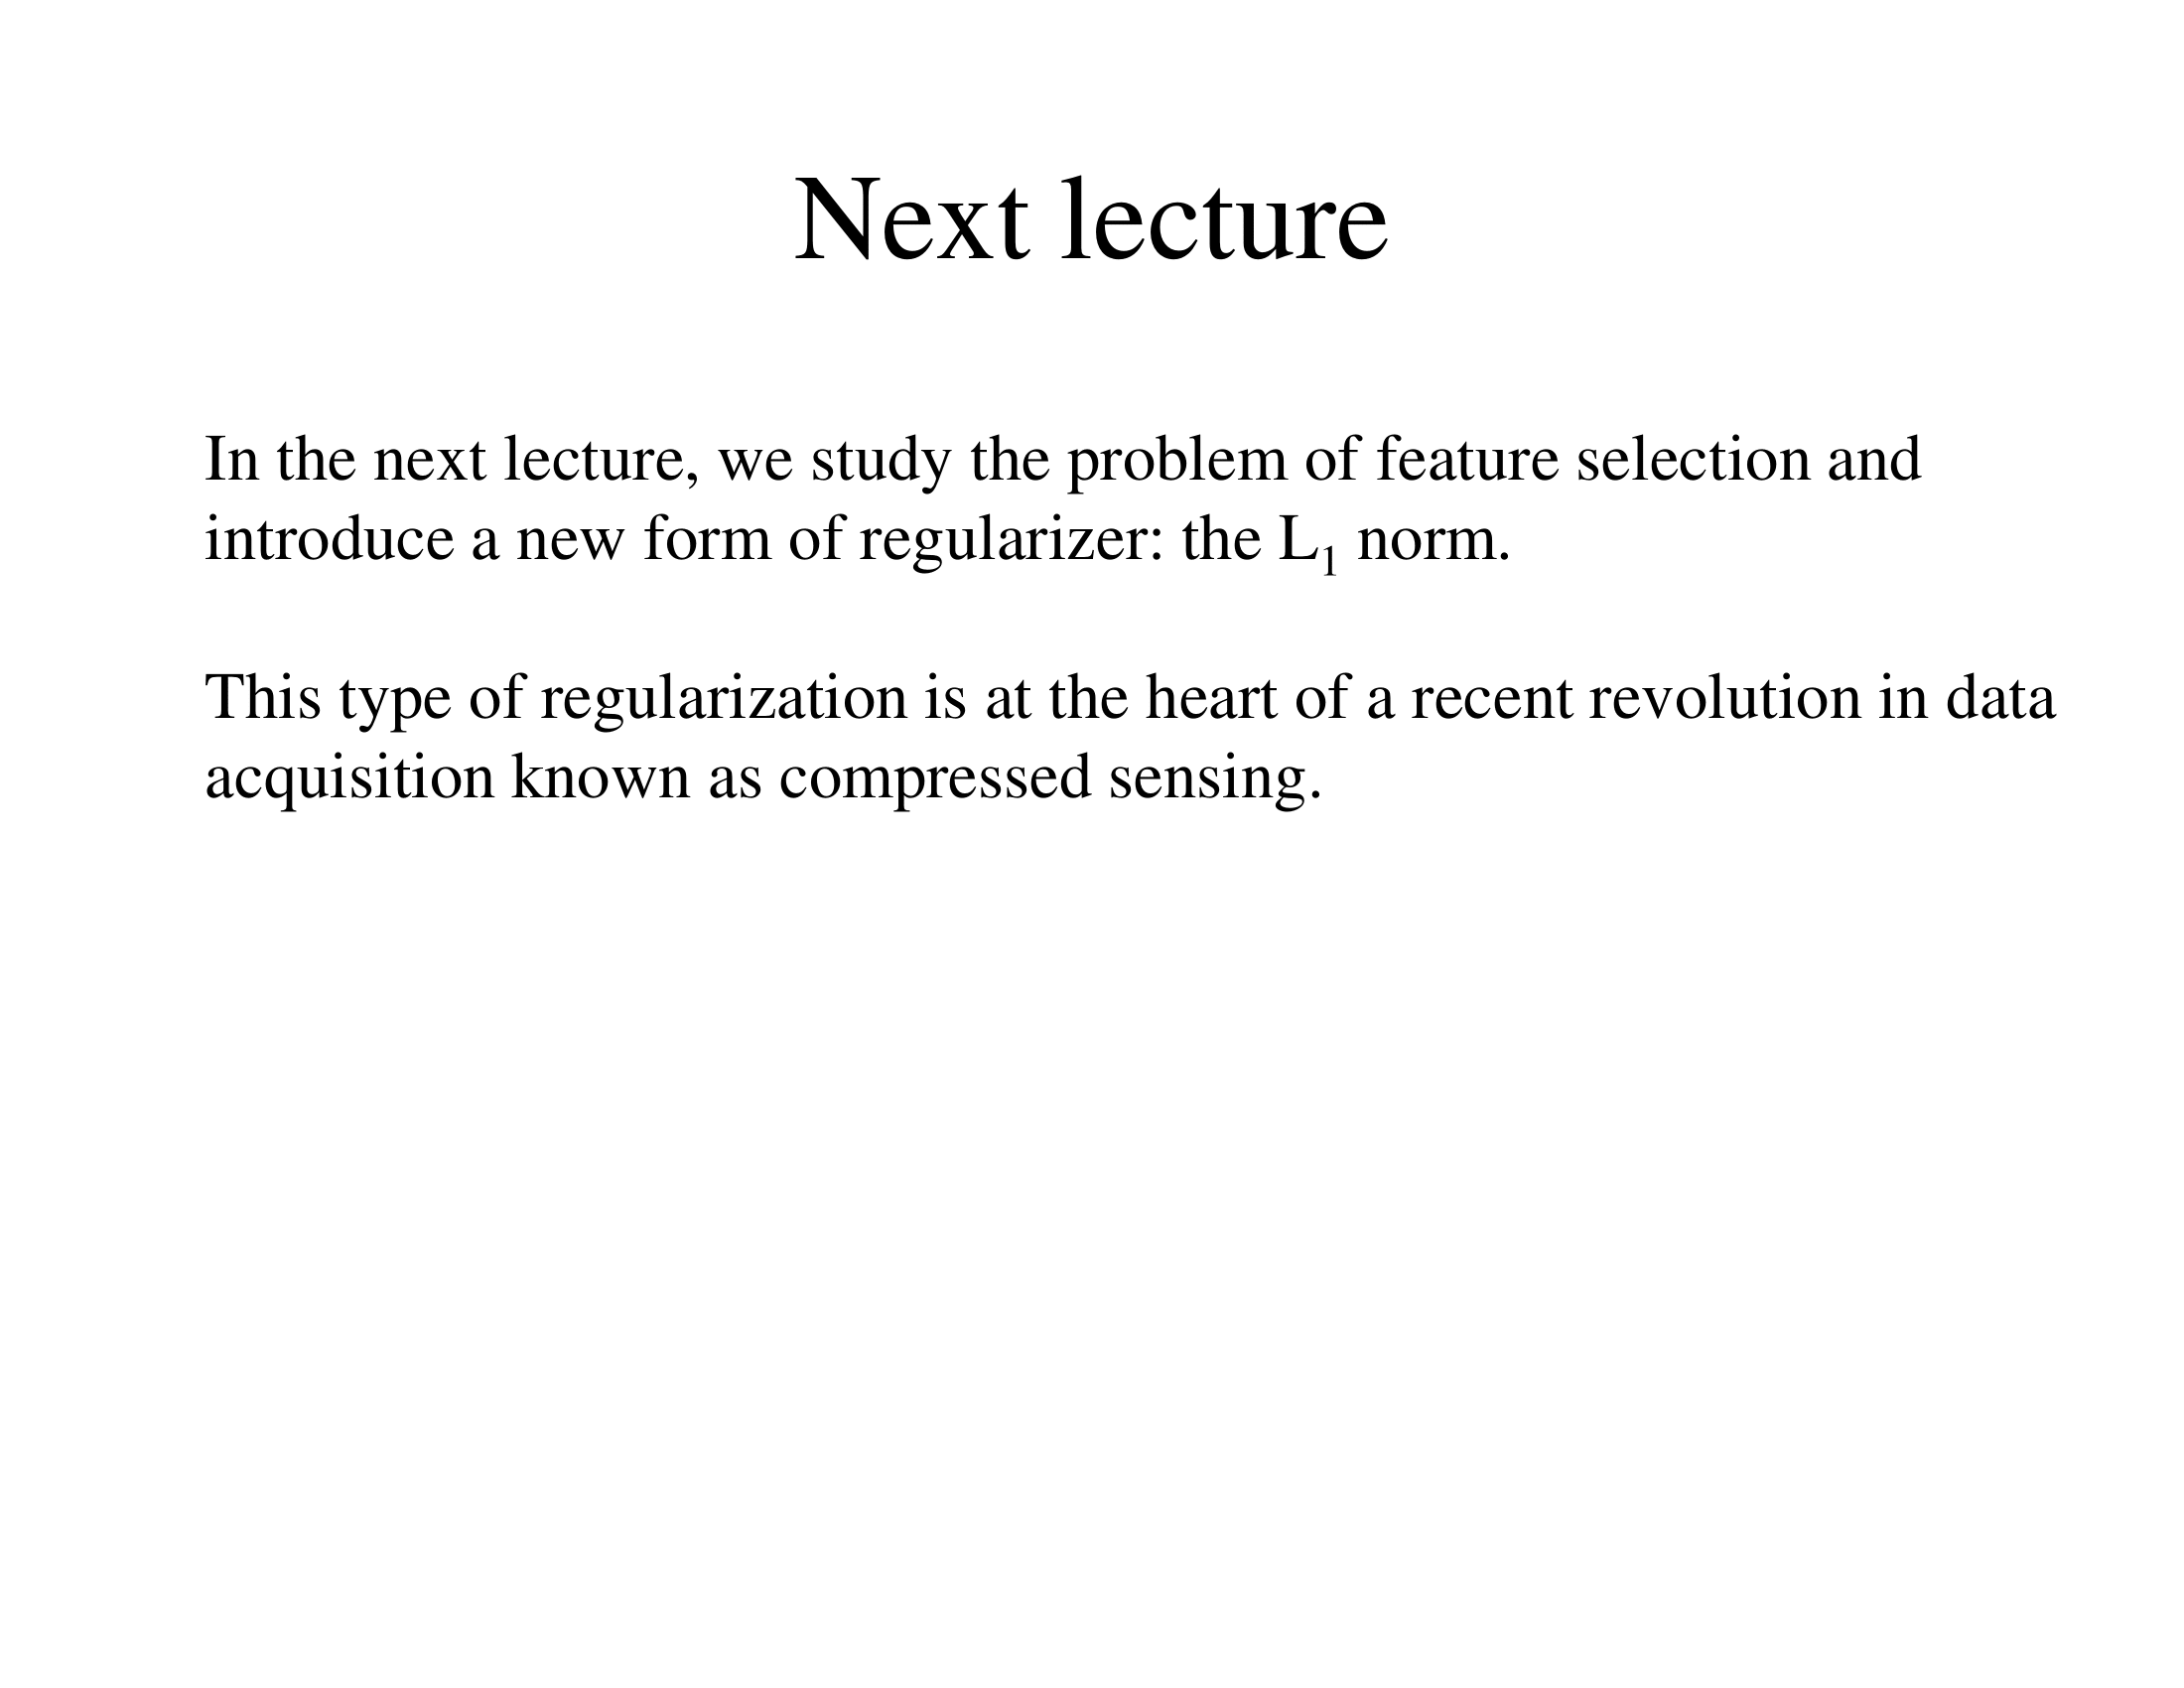 Next lecture
In the next lecture, we study the problem of feature selection and
introduce a new form of regularizer: the L₁ norm.
This type of regularization is at the heart of a recent revolution in data
acquisition known as compressed sensing.